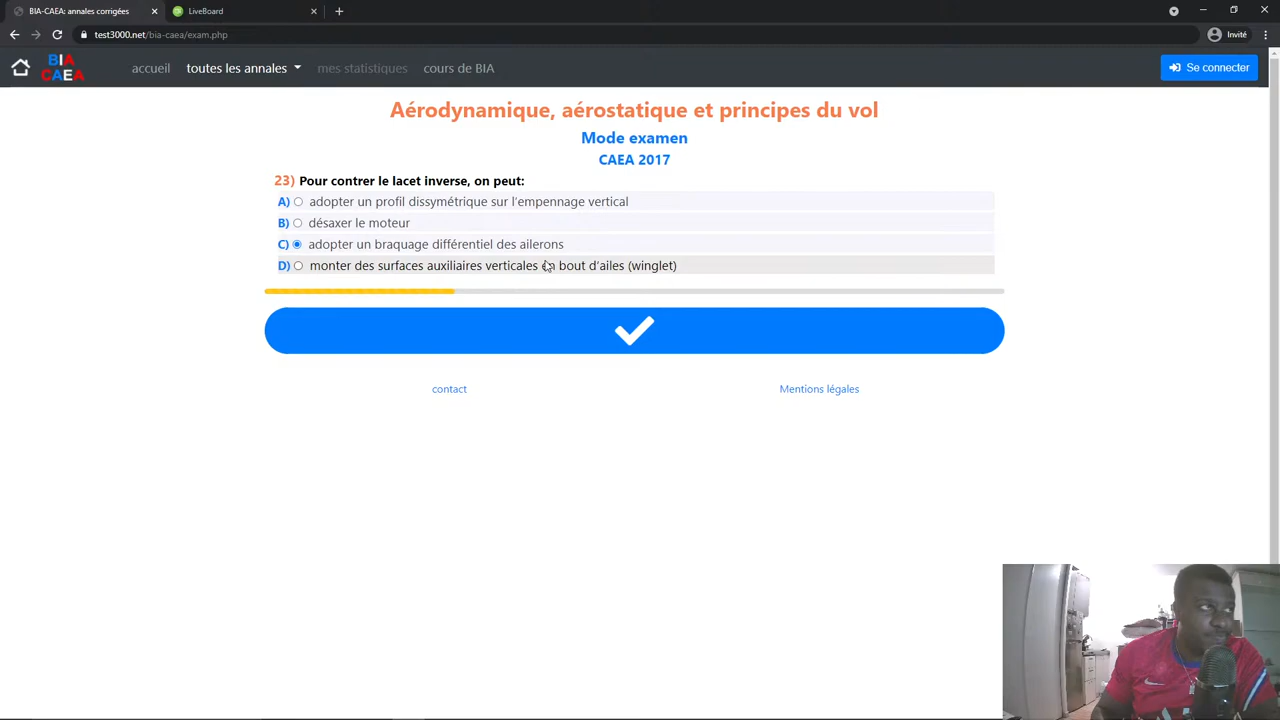 BIA-CAEA: annales corrigées
LiveBoard
test3000.net/bia-caea/exam.php
Invité
BIA
CAEA
accueil
toutes les annales
mes statistiques
cours de BIA
Se connecter
Aérodynamique, aérostatique et principes du vol
Mode examen
CAEA 2017
23) Pour contrer le lacet inverse, on peut:
A) adopter un profil dissymétrique sur l'empennage vertical
B) désaxer le moteur
C) adopter un braquage différentiel des ailerons
D) monter des surfaces auxiliaires verticales en bout d'ailes (winglet)
contact
Mentions légales